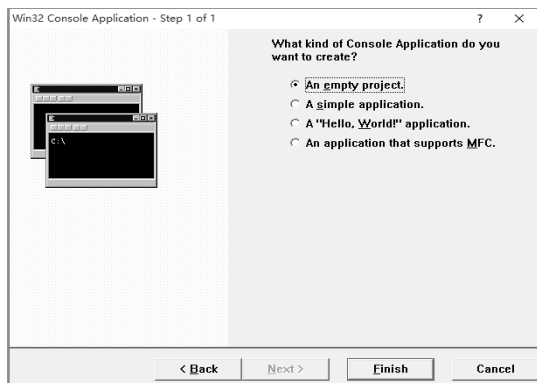 Win32 Console Application - Step 1 of 1
? ×
What kind of Console Application do you
want to create?
An empty project.
A simple application.
A "Hello, World!" application.
An application that supports MFC.
C:\
< Back
Next >
Finish
Cancel